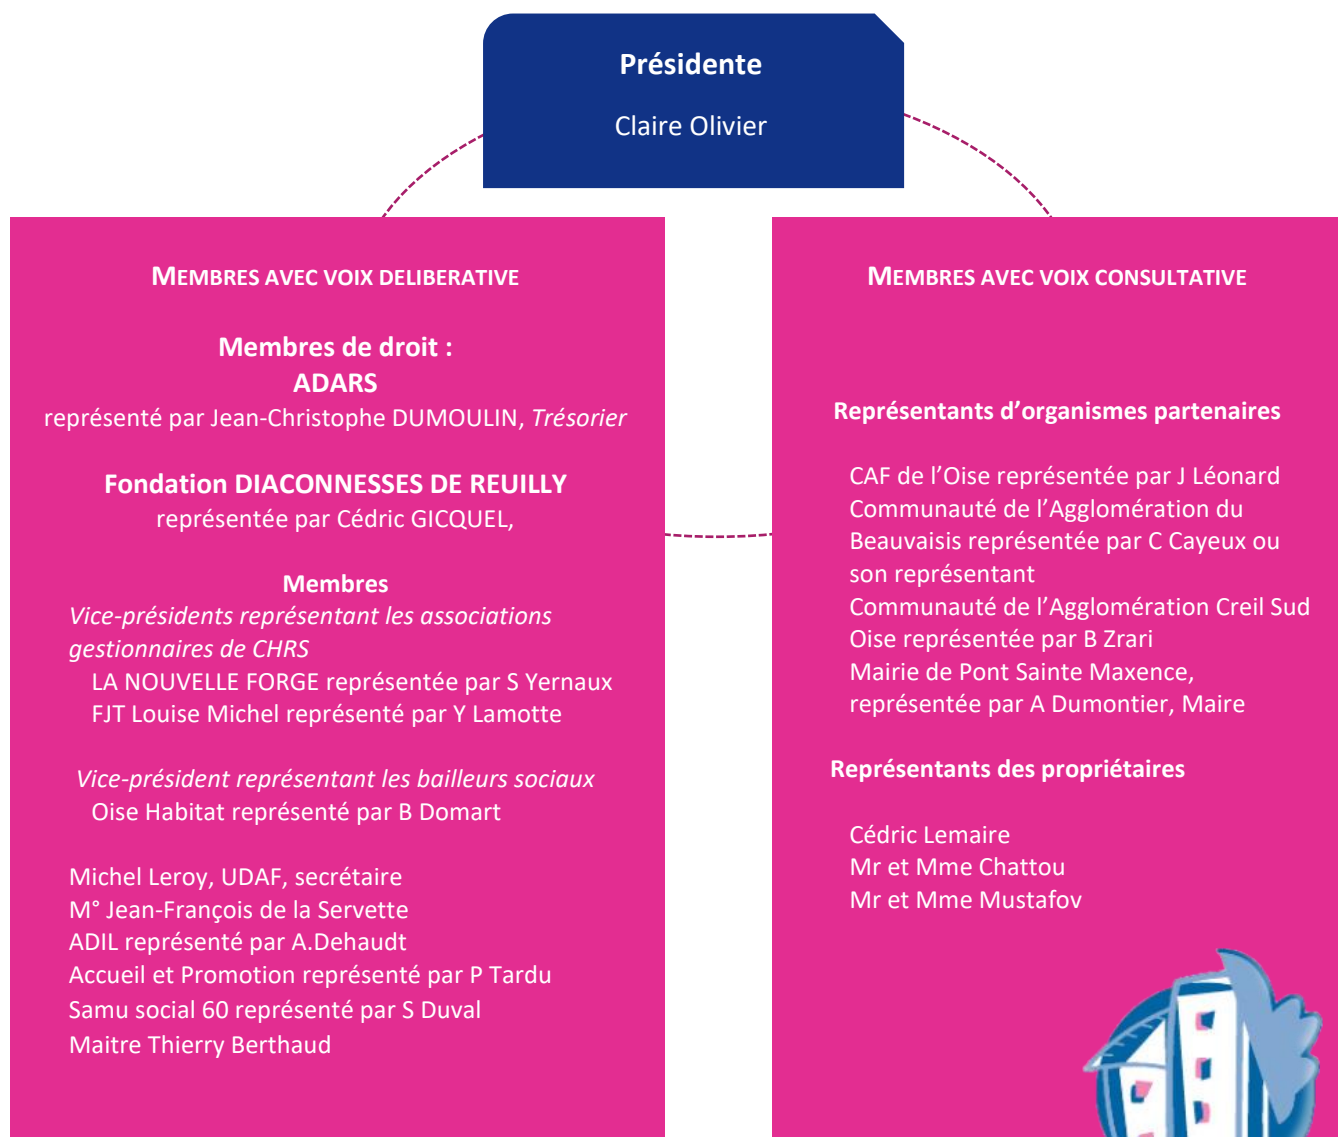 Présidente
Claire Olivier
MEMBRES AVEC VOIX DELIBERATIVE
Membres de droit :
ADARS
représenté par Jean-Christophe DUMOULIN, Trésorier
Fondation DIACONNESSES DE REUILLY
représentée par Cédric GICQUEL,
Membres
Vice-présidents représentant les associations
gestionnaires de CHRS
LA NOUVELLE FORGE représentée par S Yernaux
FJT Louise Michel représenté par Y Lamotte
Vice-président représentant les bailleurs sociaux
Oise Habitat représenté par B Domart
Michel Leroy, UDAF, secrétaire
M° Jean-François de la Servette
ADIL représenté par A.Dehaudt
Accueil et Promotion représenté par P Tardu
Samu social 60 représenté par S Duval
Maitre Thierry Berthaud
MEMBRES AVEC VOIX CONSULTATIVE
Représentants d’organismes partenaires
CAF de l’Oise représentée par J Léonard
Communauté de l’Agglomération du
Beauvaisis représentée par C Cayeux ou
son représentant
Communauté de l’Agglomération Creil Sud
Oise représentée par B Zrari
Mairie de Pont Sainte Maxence,
représentée par A Dumontier, Maire
Représentants des propriétaires
Cédric Lemaire
Mr et Mme Chattou
Mr et Mme Mustafov